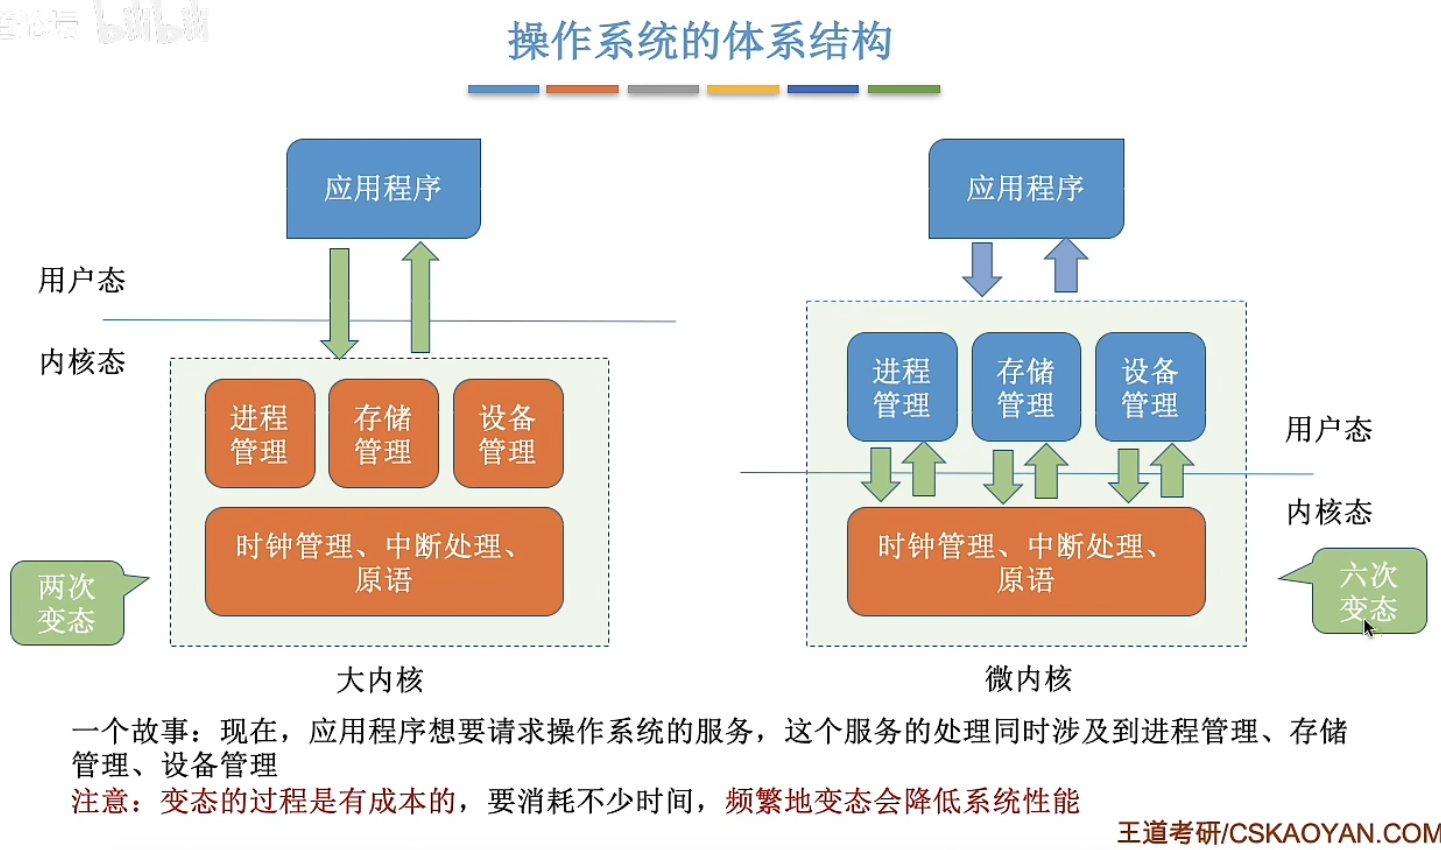 操作系统的体系结构
应用程序
用户态
内核态
进程
管理
存储
管理
设备
管理
时钟管理、中断处理、
原语
两次
变态
大内核
应用程序
进程
管理
存储
管理
设备
管理
用户态
内核态
时钟管理、中断处理、
原语
六次
变态
微内核
一个故事：现在，应用程序想要请求操作系统的服务，这个服务的处理同时涉及到进程管理、存储
管理、设备管理
注意：变态的过程是有成本的，要消耗不少时间，频繁地变态会降低系统性能
王道考研/CSKAOYAN.COM